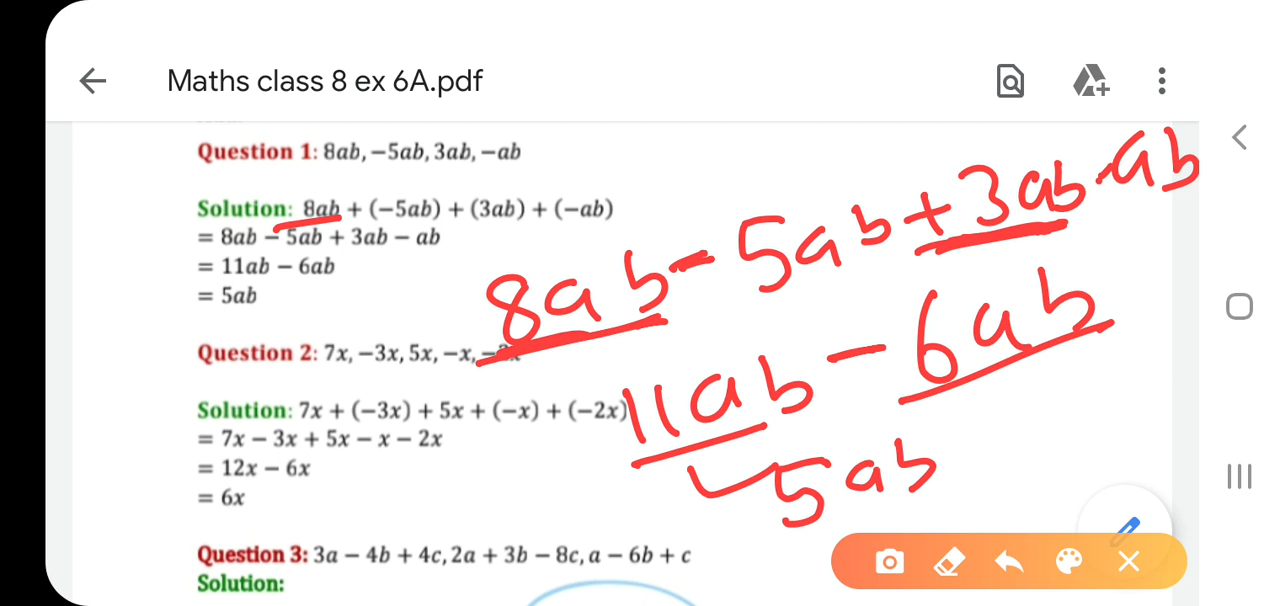 Maths class 8 ex 6A.pdf
Question 1: 8ab, −5ab, 3ab, −ab
Solution: 8ab + (−5ab) + (3ab) + (−ab)
= 8ab − 5ab + 3ab − ab
= 11ab − 6ab
= 5ab
8ab - 5ab + 3ab - ab
11ab - 6ab
5ab
Question 2: 7x, −3x, 5x, −x,
Solution: 7x + (−3x) + 5x + (−x) + (−2x)
= 7x − 3x + 5x − x − 2x
= 12x − 6x
= 6x
Question 3: 3a − 4b + 4c, 2a + 3b − 8c, a − 6b + c
Solution: